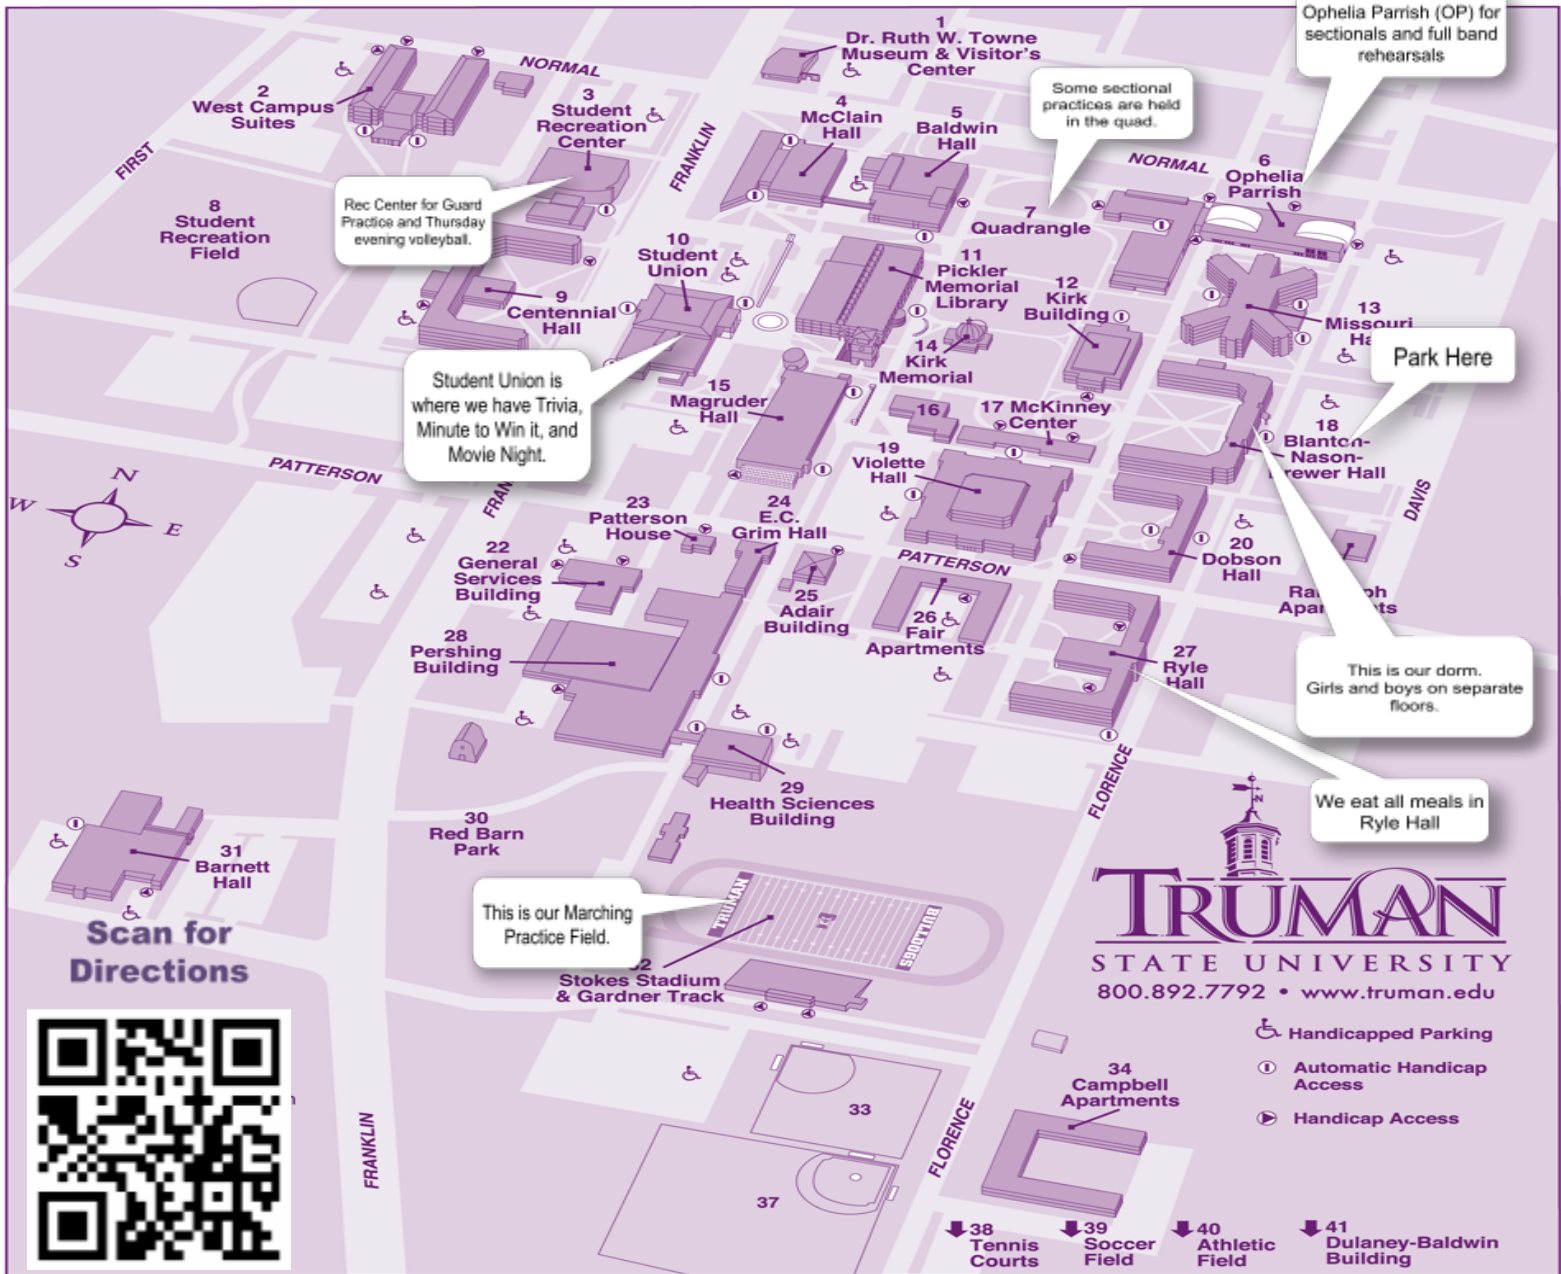 Ophelia Parrish (OP) for
sectionals and full band
rehearsals
1
Dr. Ruth W. Towne
Museum & Visitor's
Center
NORMAL
2
West Campus
Suites
3
Student
Recreation
Center
FRANKLIN
4
McClain
Hall
5
Baldwin
Hall
Some sectional
practices are held
in the quad.
NORMAL
6
Ophelia
Parrish
FIRST
Rec Center for Guard
Practice and Thursday
evening volleyball.
8
Student
Recreation
Field
7
Quadrangle
10
Student
Union
11
Pickler
Memorial
Library
12
Kirk
Building
9
Centennial
Hall
13
Missouri
Ha
14
Kirk
Memorial
Park Here
Student Union is
where we have Trivia,
Minute to Win it, and
Movie Night.
15
Magruder
Hall
16
17 McKinney
Center
18
Blanton-
Nason-
rewer Hall
19
Violette
Hall
PATTERSON
N
W
E
S
FRAN
DAVIS
23
Patterson
House
24
E.C.
Grim Hall
22
General
Services
Building
PATTERSON
20
Dobson
Hall
25
Adair
Building
Ra ph
Apar ents
26
Fair
Apartments
28
Pershing
Building
27
Ryle
Hall
This is our dorm.
Girls and boys on separate
floors.
FLORENCE
29
Health Sciences
Building
We eat all meals in
Ryle Hall
30
Red Barn
Park
31
Barnett
Hall
N
TRUMAN
STATE UNIVERSITY
800.892.7792 • www.truman.edu
This is our Marching
Practice Field.
TRUMAN
BULLDOGS
2
Stokes Stadium
& Gardner Track
Scan for
Directions
Handicapped Parking
Automatic Handicap
Access
Handicap Access
n
FRANKLIN
33
34
Campbell
Apartments
FLORENCE
37
38
Tennis
Courts
39
Soccer
Field
40
Athletic
Field
41
Dulaney-Baldwin
Building